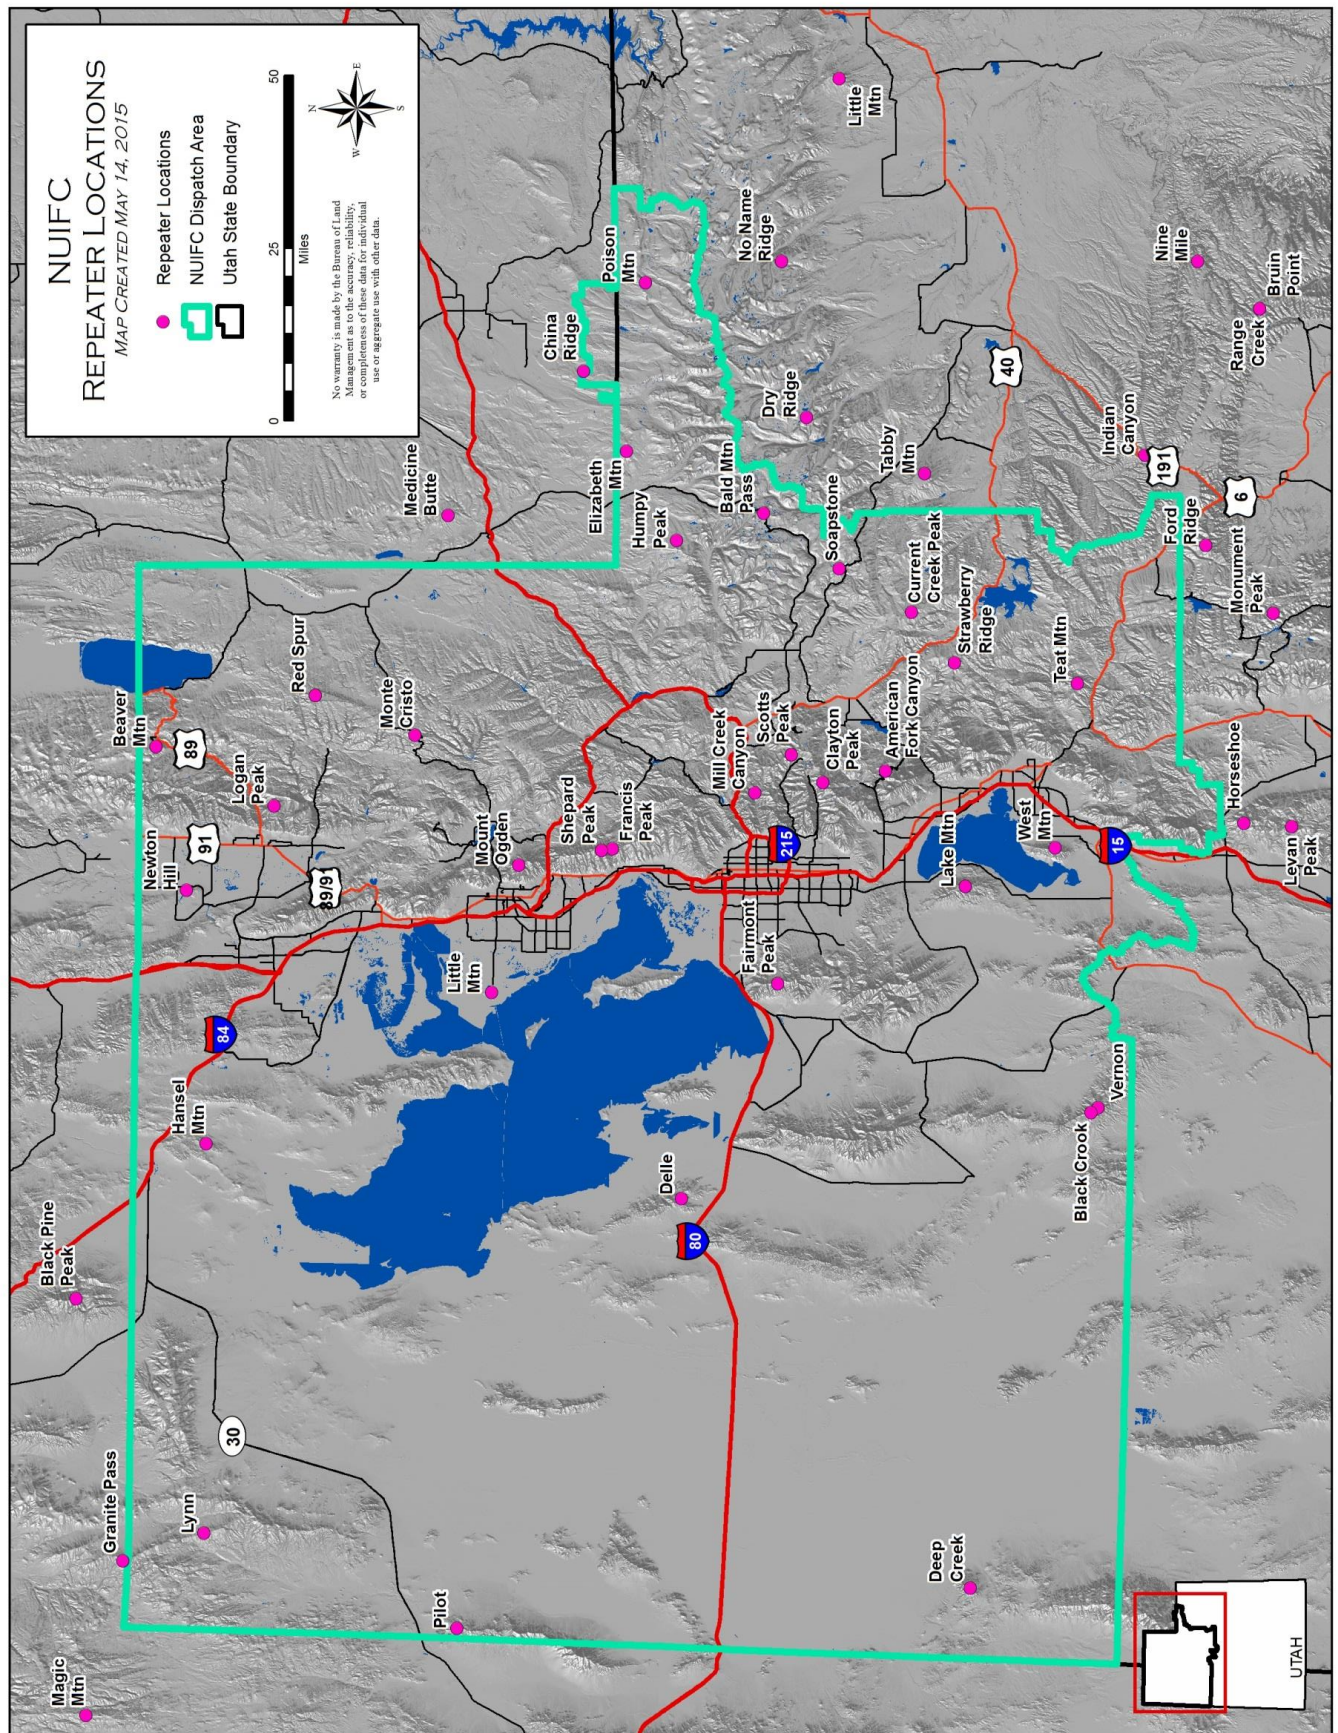 NUIFC
REPEATER LOCATIONS
MAP CREATED MAY 14, 2015
Repeater Locations
NUIFC Dispatch Area
Utah State Boundary
0
25
50
Miles
No warranty is made by the Bureau of Land
Management as to the accuracy, reliability,
or completeness of these data for individual
use or aggregate use with other data.
N
E
S
W
Magic
Mtn
Granite Pass
Lynn
Black Pine
Peak
30
Hansel
Mtn
84
Newton
Hill
91
Beaver
Mtn
89
Logan
Peak
89/91
Red Spur
Monte
Cristo
Medicine
Butte
Pilot
Little
Mtn
Mount
Ogden
Shepard
Peak
Francis
Peak
China
Ridge
Elizabeth
Mtn
Poison
Mtn
Humpy
Peak
Delle
80
Fairmont
Peak
215
Mill Creek
Canyon
Scotts
Peak
Bald Mtn
Pass
Dry
Ridge
No Name
Ridge
Clayton
Peak
Soapstone
Little
Mtn
American
Fork Canyon
Current
Creek Peak
Tabby
Mtn
Deep
Creek
Lake Mtn
Strawberry
Ridge
40
West
Mtn
Teat Mtn
Black Crook
Vernon
15
Indian
Canyon
191
Ford
Ridge
6
Nine
Mile
Horseshoe
Monument
Peak
Range
Creek
Bruin
Point
Levan
Peak
UTAH